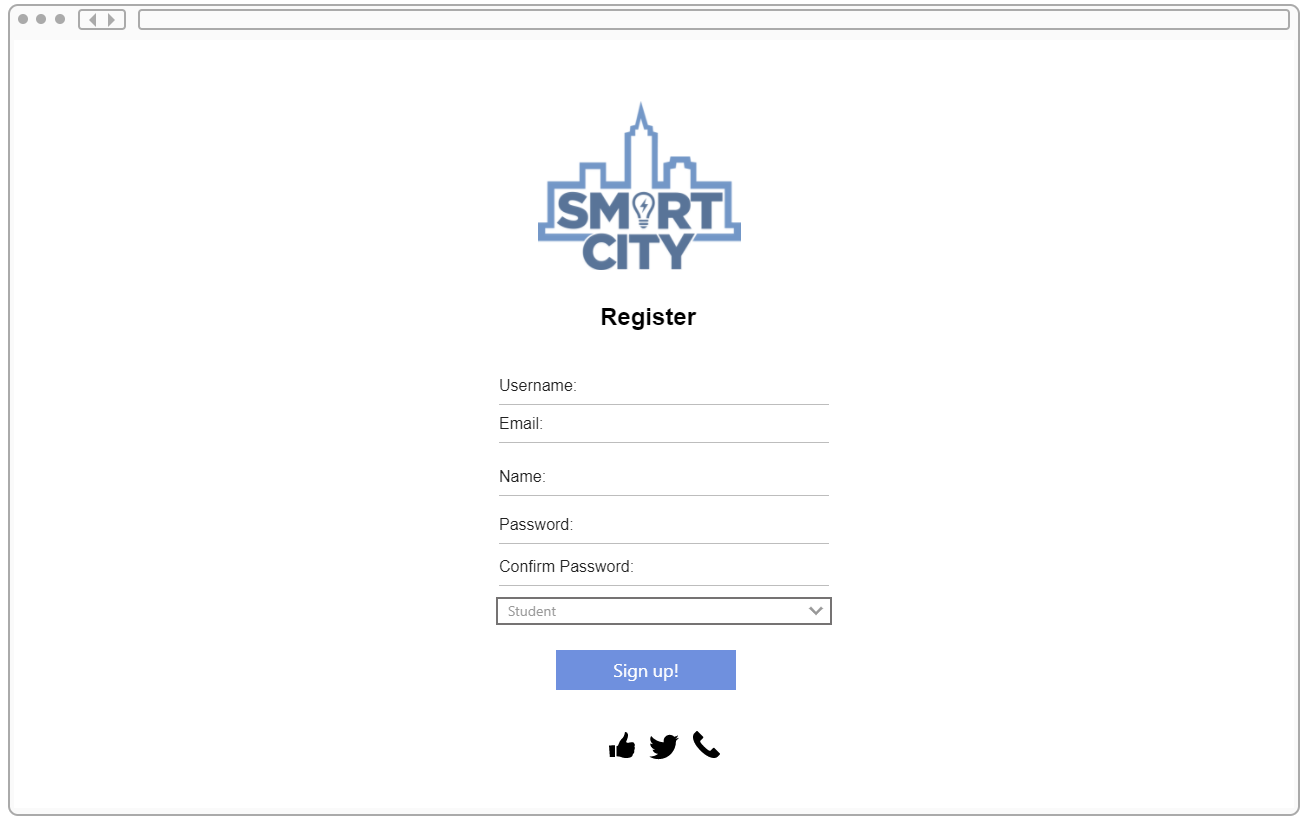 SMART
CITY
Register
Username:
Email:
Name:
Password:
Confirm Password:
Student
Sign up!